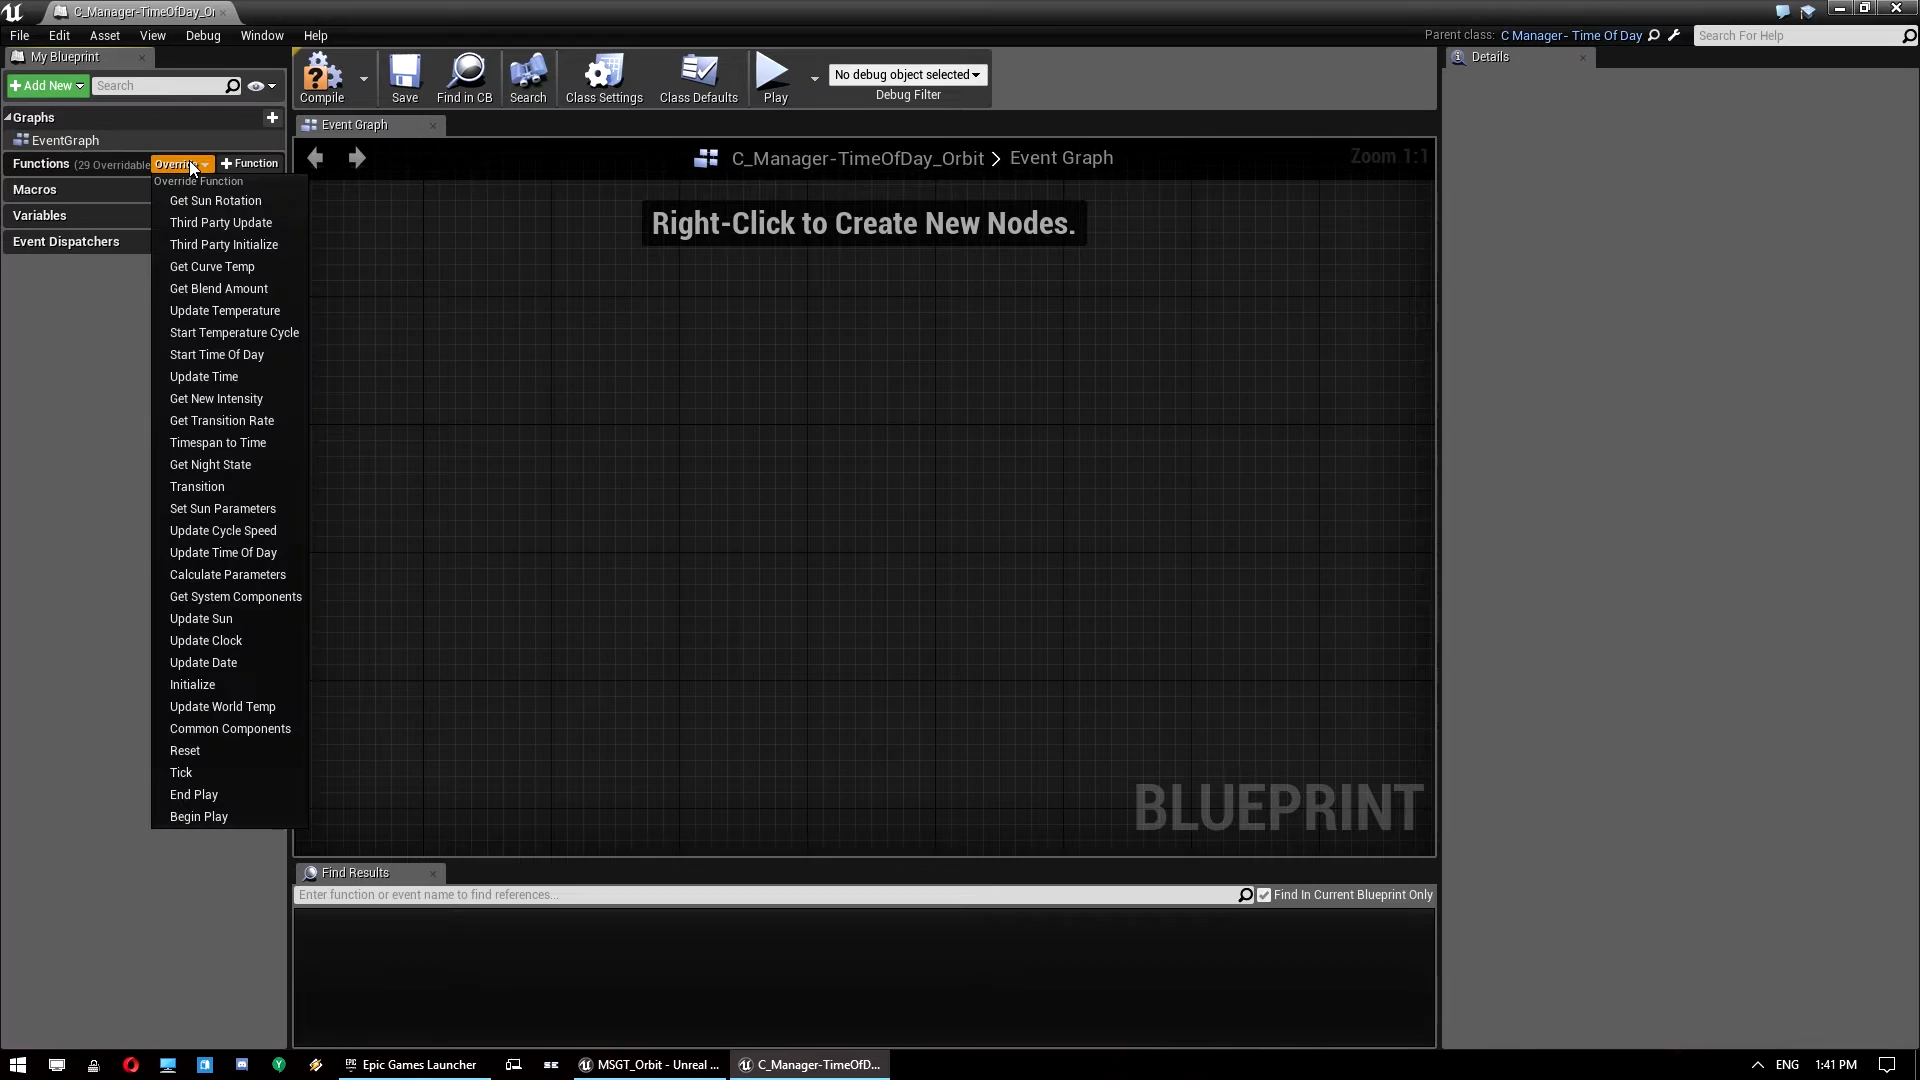 C_Manager-TimeOfDay_Or
File Edit Asset View Debug Window Help
Parent class: C Manager- Time Of Day
Search For Help
My Blueprint
Add New
Search
Graphs
EventGraph
Functions (29 Overridable
Override
Function
Macros
Variables
Event Dispatchers
Override Function
Get Sun Rotation
Third Party Update
Third Party Initialize
Get Curve Temp
Get Blend Amount
Update Temperature
Start Temperature Cycle
Start Time Of Day
Update Time
Get New Intensity
Get Transition Rate
Timespan to Time
Get Night State
Transition
Set Sun Parameters
Update Cycle Speed
Update Time Of Day
Calculate Parameters
Get System Components
Update Sun
Update Clock
Update Date
Initialize
Update World Temp
Common Components
Reset
Tick
End Play
Begin Play
Compile
Save
Find in CB
Search
Class Settings
Class Defaults
Play
No debug object selected
Debug Filter
Event Graph
C_Manager-TimeOfDay_Orbit > Event Graph
Zoom 1:1
Right-Click to Create New Nodes.
BLUEPRINT
Find Results
Enter function or event name to find references...
Find In Current Blueprint Only
Details
Epic Games Launcher
MSGT_Orbit - Unreal ...
C_Manager-TimeOfD...
ENG
1:41 PM